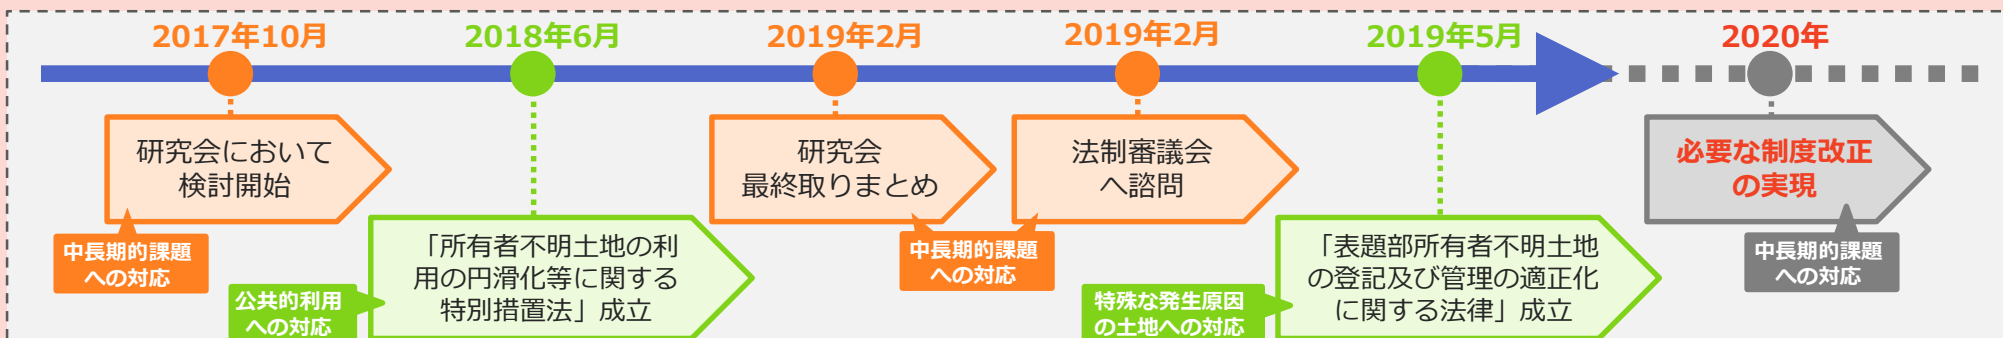 2017年10月
2018年6月
2019年2月
2019年2月
2019年5月
2020年
研究会において
検討開始
中長期的課題
への対応
「所有者不明土地の利
用の円滑化等に関する
特別措置法」成立
公共的利用
への対応
研究会
最終取りまとめ
法制審議会
へ諮問
中長期的課題
への対応
「表題部所有者不明土地
の登記及び管理の適正化
に関する法律」成立
特殊な発生原因
の土地への対応
必要な制度改正
の実現
中長期的課題
への対応